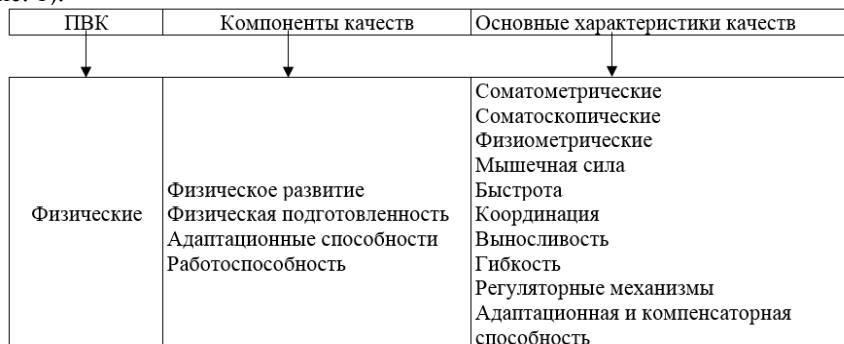 ПВК
Компоненты качеств
Основные характеристики качеств
Физические
Физическое развитие
Физическая подготовленность
Адаптационные способности
Работоспособность
Соматометрические
Соматоскопические
Физиометрические
Мышечная сила
Быстрота
Координация
Выносливость
Гибкость
Регуляторные механизмы
Адаптационная и компенсаторная
способность